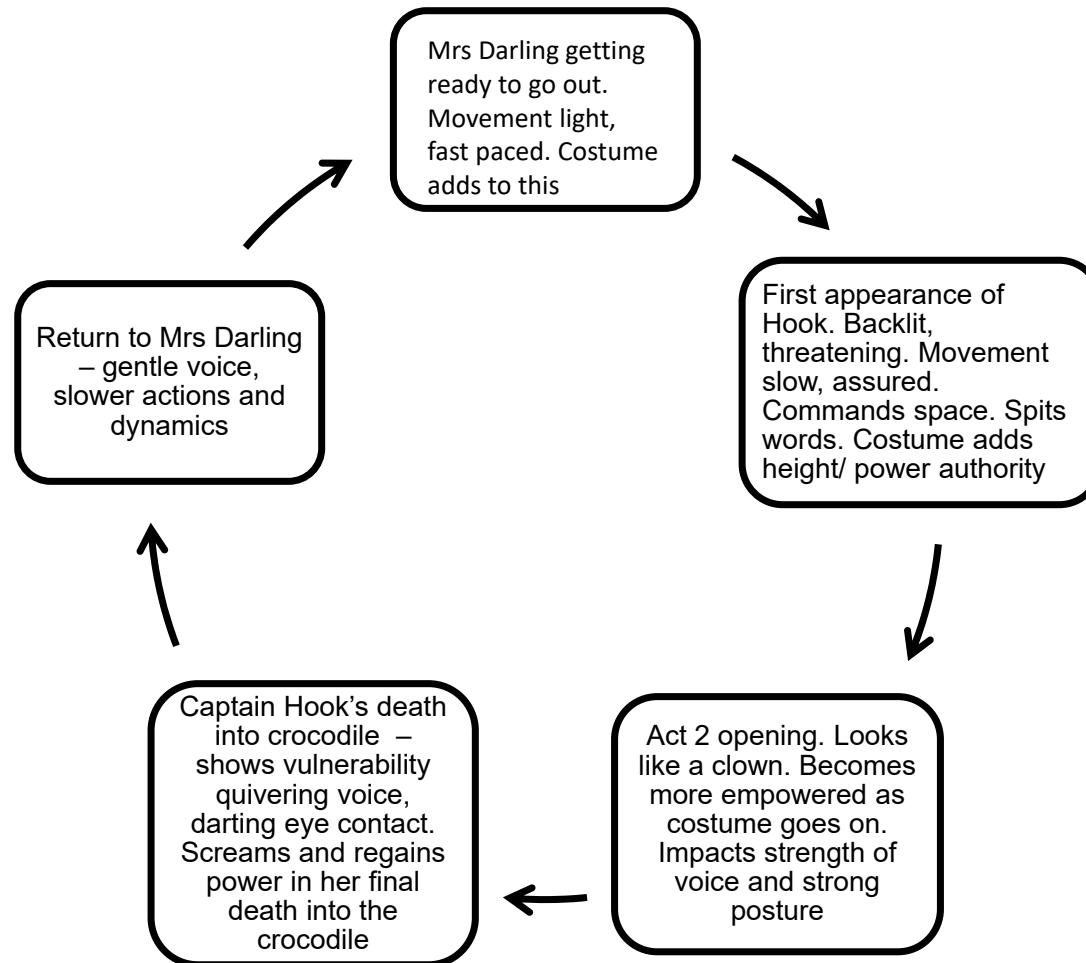 Mrs Darling getting
ready to go out.
Movement light,
fast paced. Costume
adds to this
First appearance of
Hook. Backlit,
threatening. Movement
slow, assured.
Commands space. Spits
words. Costume adds
height/ power authority
Act 2 opening. Looks
like a clown. Becomes
more empowered as
costume goes on.
Impacts strength of
voice and strong
posture
Captain Hook’s death
into crocodile –
shows vulnerability
quivering voice,
darting eye contact.
Screams and regains
power in her final
death into the
crocodile
Return to Mrs Darling
– gentle voice,
slower actions and
dynamics